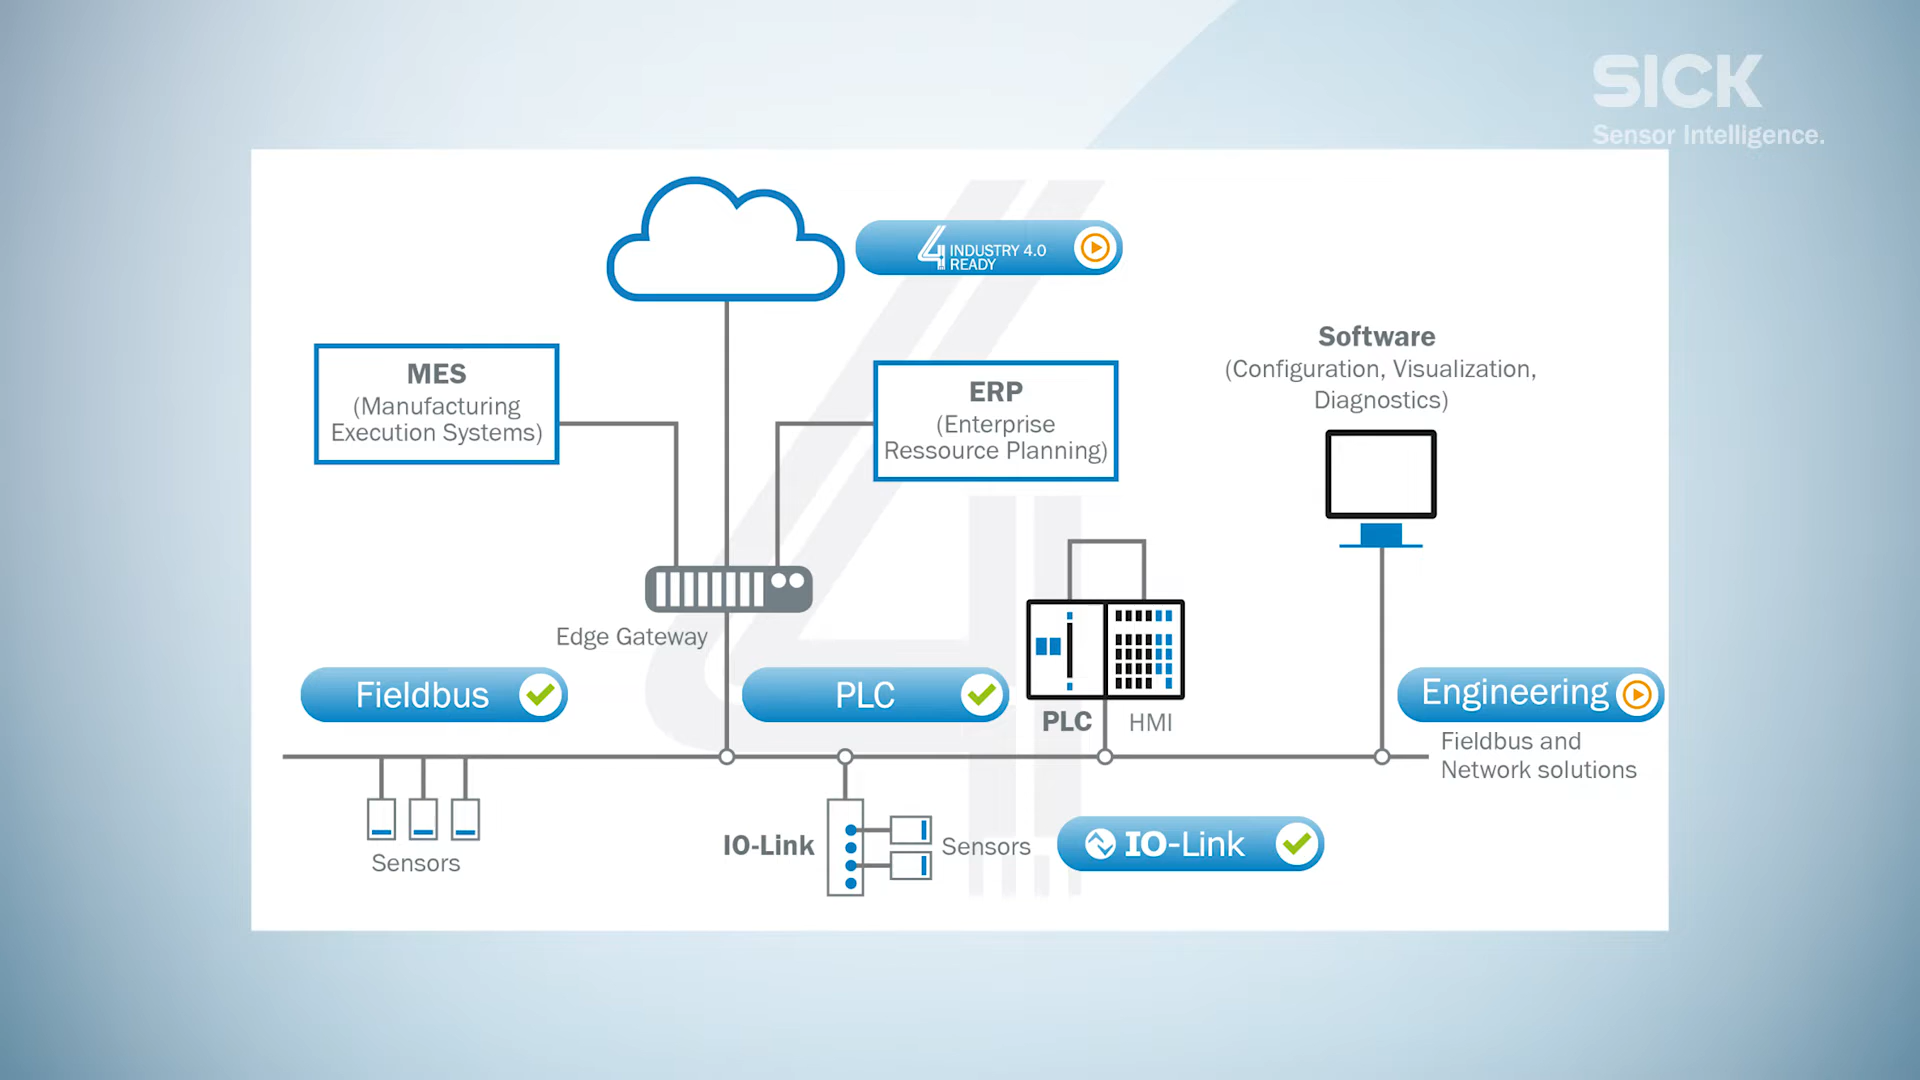 SICK
Sensor Intelligence.
4 INDUSTRY 4.0
READY
MES
(Manufacturing
Execution Systems)
ERP
(Enterprise
Ressource Planning)
Software
(Configuration, Visualization,
Diagnostics)
Edge Gateway
Fieldbus
PLC
PLC HMI
Engineering
Fieldbus and
Network solutions
Sensors
IO-Link
Sensors
IO-Link